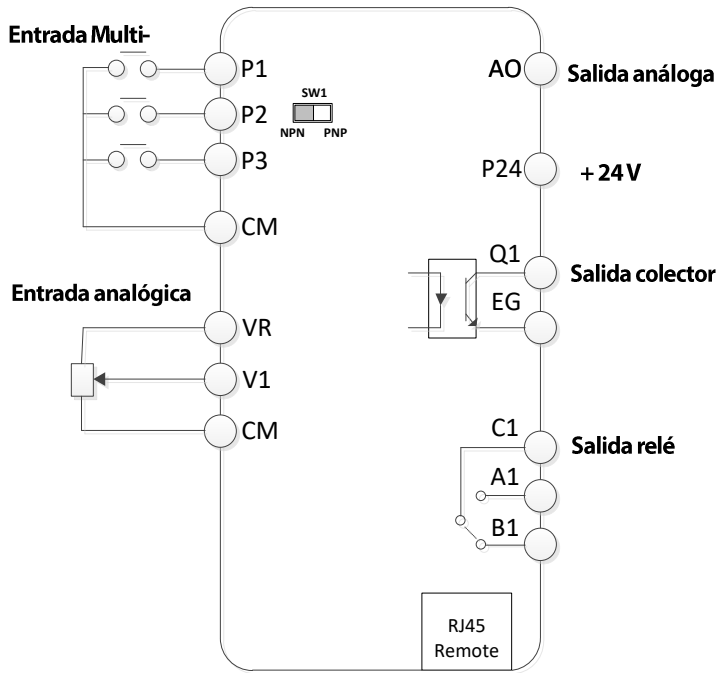 Entrada Multi-
P1
P2
P3
CM
SW1
NPN PNP
Entrada analógica
VR
V1
CM
AO
Salida análoga
P24
+ 24 V
Q1
Salida colector
EG
C1
Salida relé
A1
B1
RJ45
Remote